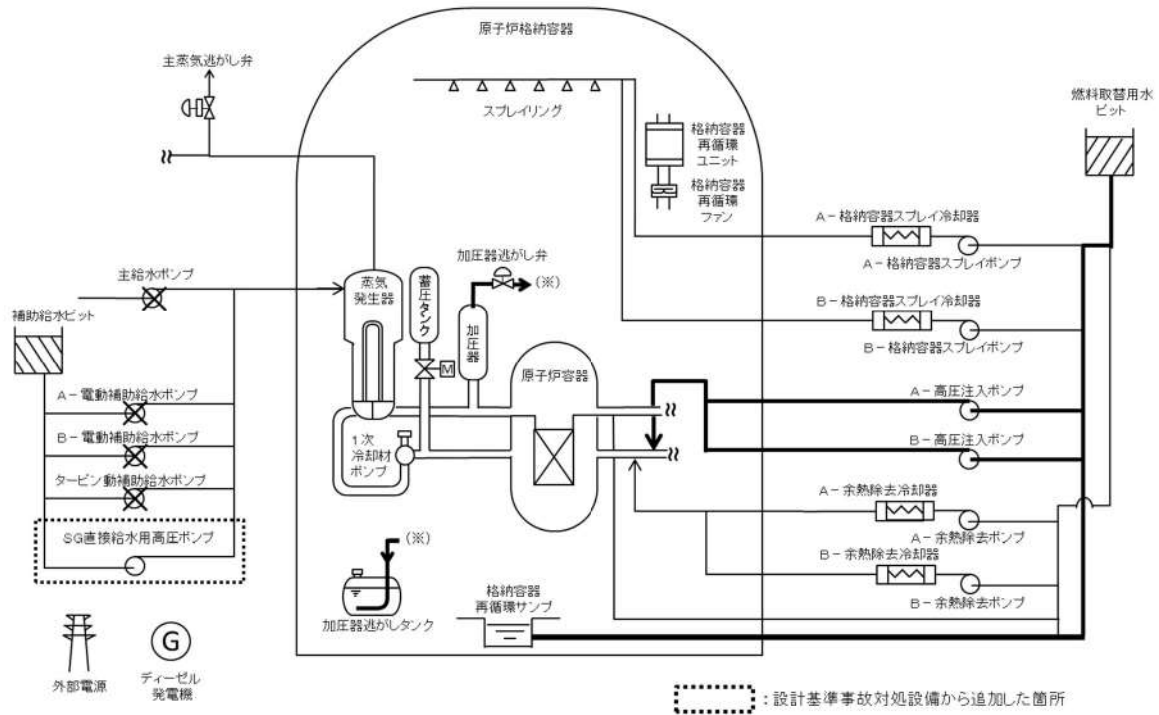 原子炉格納容器
主蒸気逃がし弁
スプレイリング
格納容器
再循環
ユニット
格納容器
再循環
ファン
燃料取替用水
ピット
A－格納容器スプレイ冷却器
A－格納容器スプレイポンプ
B－格納容器スプレイ冷却器
B－格納容器スプレイポンプ
主給水ポンプ
補助給水ピット
蒸気
発生器
蓄圧タンク
加圧器逃がし弁
(※)
加圧器
M
原子炉容器
A－電動補助給水ポンプ
B－電動補助給水ポンプ
タービン動補助給水ポンプ
SG直接給水用高圧ポンプ
1次
冷却材
ポンプ
A－高圧注入ポンプ
B－高圧注入ポンプ
A－余熱除去冷却器
A－余熱除去ポンプ
B－余熱除去冷却器
B－余熱除去ポンプ
(※)
加圧器逃がしタンク
格納容器
再循環サンプ
外部電源
G
ディーゼル
発電機
：設計基準事故対処設備から追加した箇所